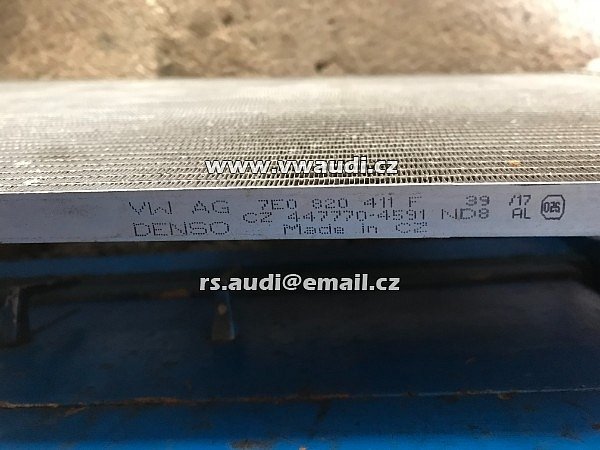 www.vwaudi.cz
VW AG 7E0 820 411 F 39 /17
CZ 447770-4591 ND8 AL 026
DENSO Made in CZ
rs.audi@email.cz